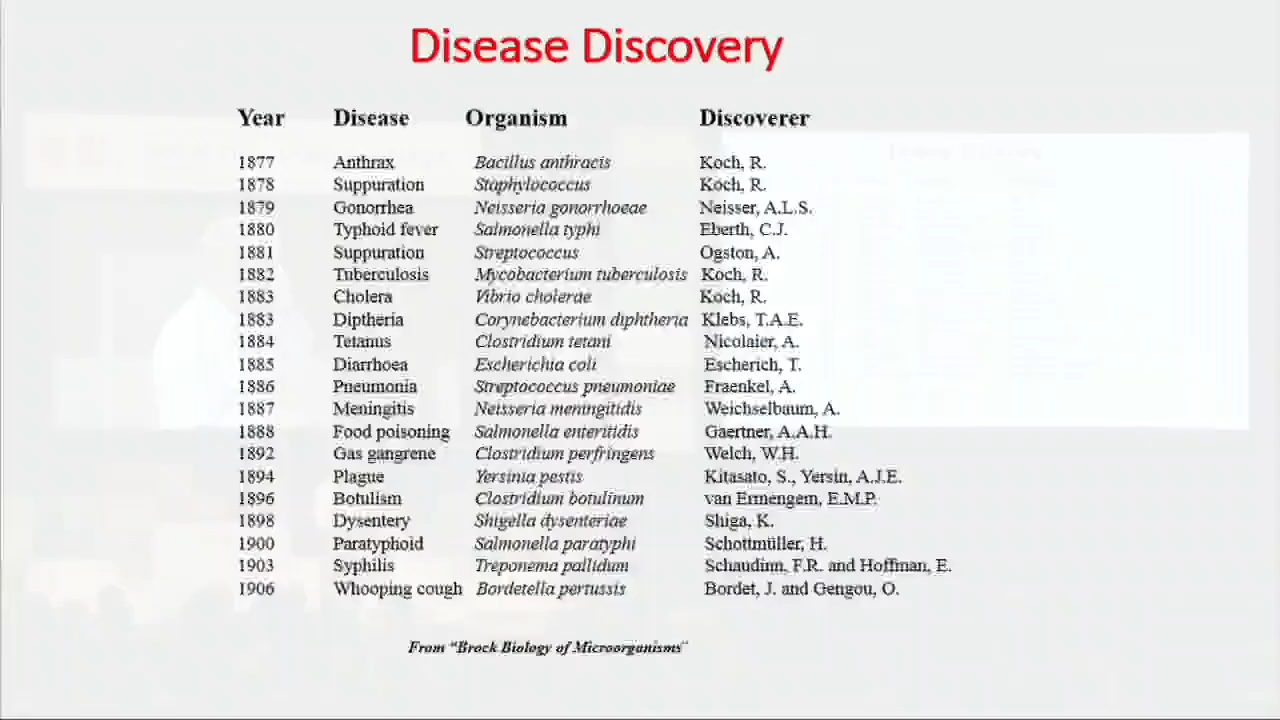 Disease Discovery
Year Disease Organism Discoverer
1877 Anthrax Bacillus anthracis Koch, R.
1878 Suppuration Staphylococcus Koch, R.
1879 Gonorrhea Neisseria gonorrhoeae Neisser, A.L.S.
1880 Typhoid fever Salmonella typhi Eberth, C.J.
1881 Suppuration Streptococcus Ogston, A.
1882 Tuberculosis Mycobacterium tuberculosis Koch, R.
1883 Cholera Vibrio cholerae Koch, R.
1883 Diptheria Corynebacterium diphtheria Klebs, T.A.E.
1884 Tetanus Clostridium tetani Nicolaier, A.
1885 Diarrhoea Escherichia coli Escherich, T.
1886 Pneumonia Streptococcus pneumoniae Fraenkel, A.
1887 Meningitis Neisseria meningitidis Weichselbaum, A.
1888 Food poisoning Salmonella enteritidis Gaertner, A.A.H.
1892 Gas gangrene Clostridium perfringens Welch, W.H.
1894 Plague Yersinia pestis Kitasato, S., Yersin, A.J.E.
1896 Botulism Clostridium botulinum van Ermengem, E.M.P.
1898 Dysentery Shigella dysenteriae Shiga, K.
1900 Paratyphoid Salmonella paratyphi Schottmüller, H.
1903 Syphilis Treponema pallidum Schaudinn, F.R. and Hoffman, E.
1906 Whooping cough Bordetella pertussis Bordet, J. and Gengou, O.
From "Brock Biology of Microorganisms"